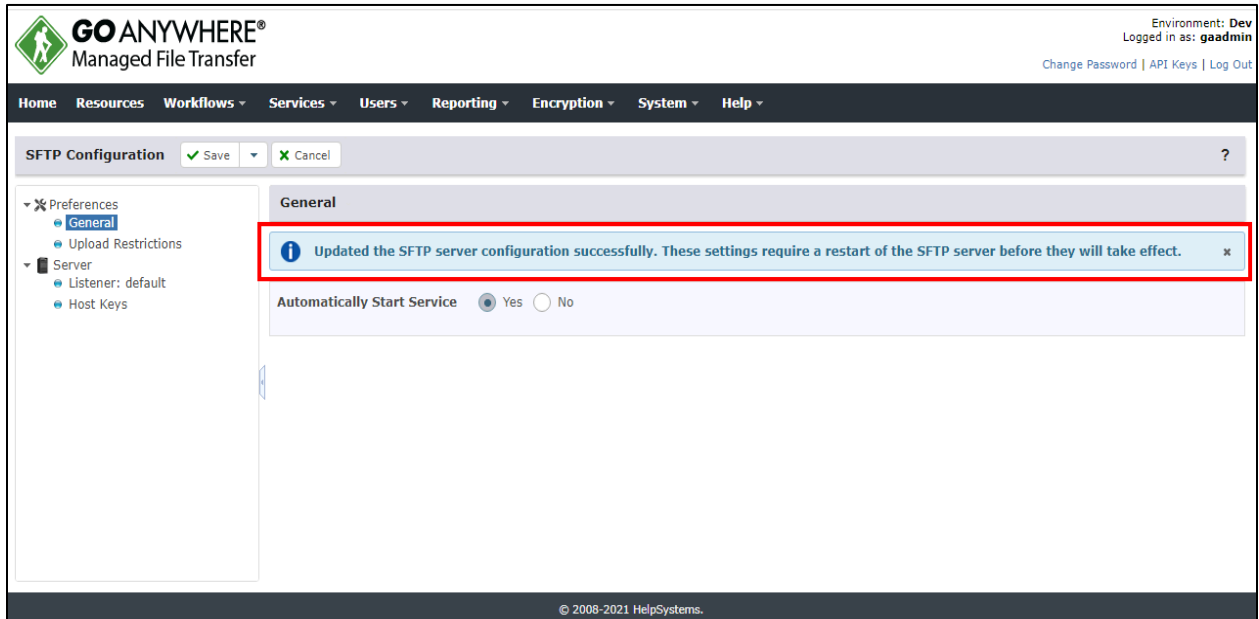 GO ANYWHERE®
Managed File Transfer
Environment: Dev
Logged in as: gaadmin
Change Password | API Keys | Log Out
Home Resources Workflows Services Users Reporting Encryption System Help
SFTP Configuration Save Cancel ?
Preferences
General
Upload Restrictions
Server
Listener: default
Host Keys
General
Updated the SFTP server configuration successfully. These settings require a restart of the SFTP server before they will take effect. x
Automatically Start Service Yes No
© 2008-2021 HelpSystems.